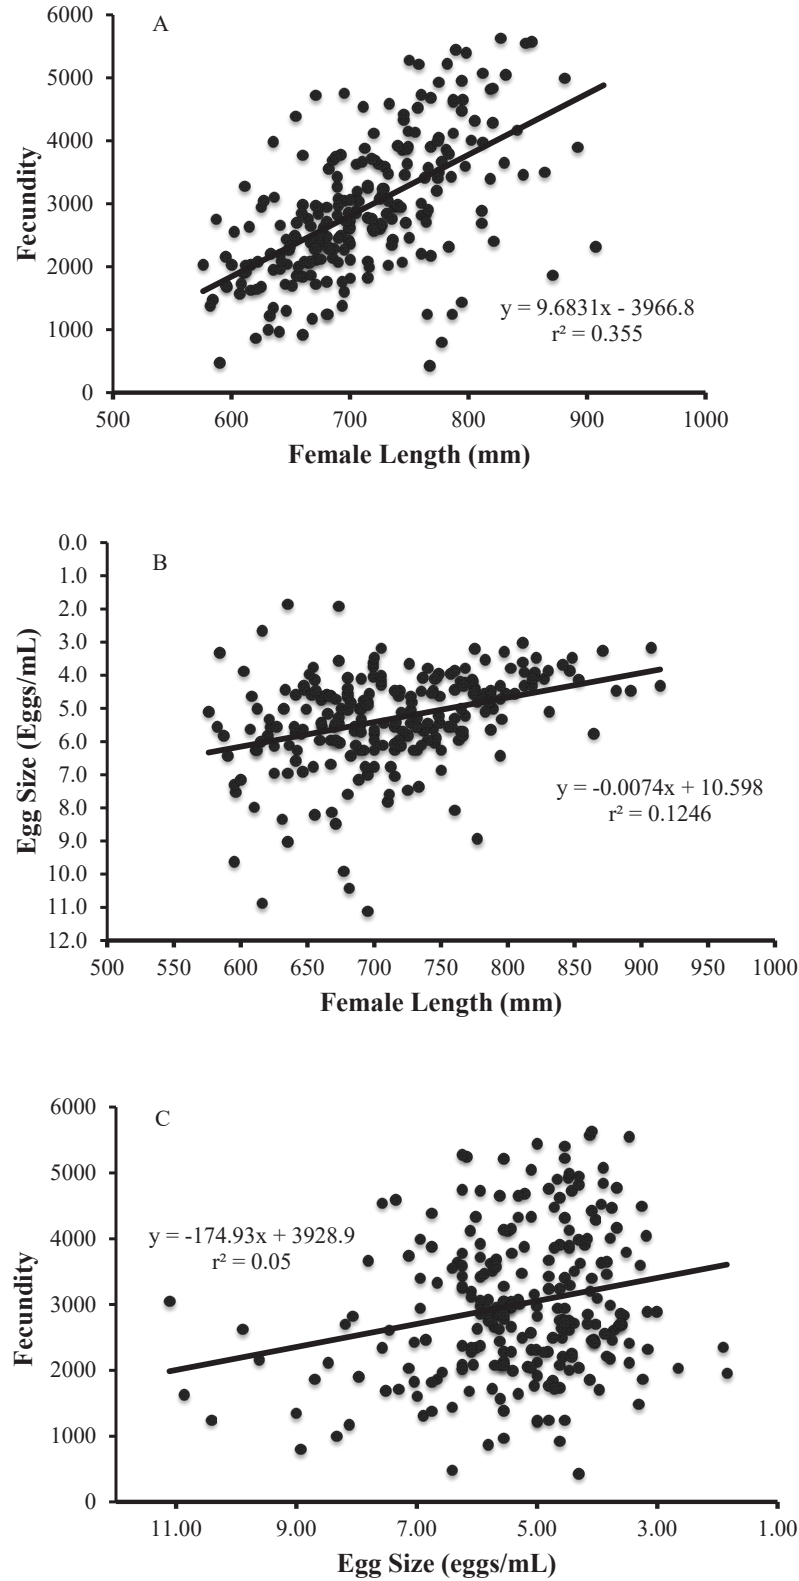 A
6000
5000
4000
3000
2000
1000
0
Fecundity
y = 9.6831x - 3966.8
r² = 0.355
500 600 700 800 900 1000
Female Length (mm)
B
0.0
1.0
2.0
3.0
4.0
5.0
6.0
7.0
8.0
9.0
10.0
11.0
12.0
Egg Size (Eggs/mL)
y = -0.0074x + 10.598
r² = 0.1246
500 550 600 650 700 750 800 850 900 950 1000
Female Length (mm)
C
6000
5000
4000
3000
2000
1000
0
Fecundity
y = -174.93x + 3928.9
r² = 0.05
11.00 9.00 7.00 5.00 3.00 1.00
Egg Size (eggs/mL)